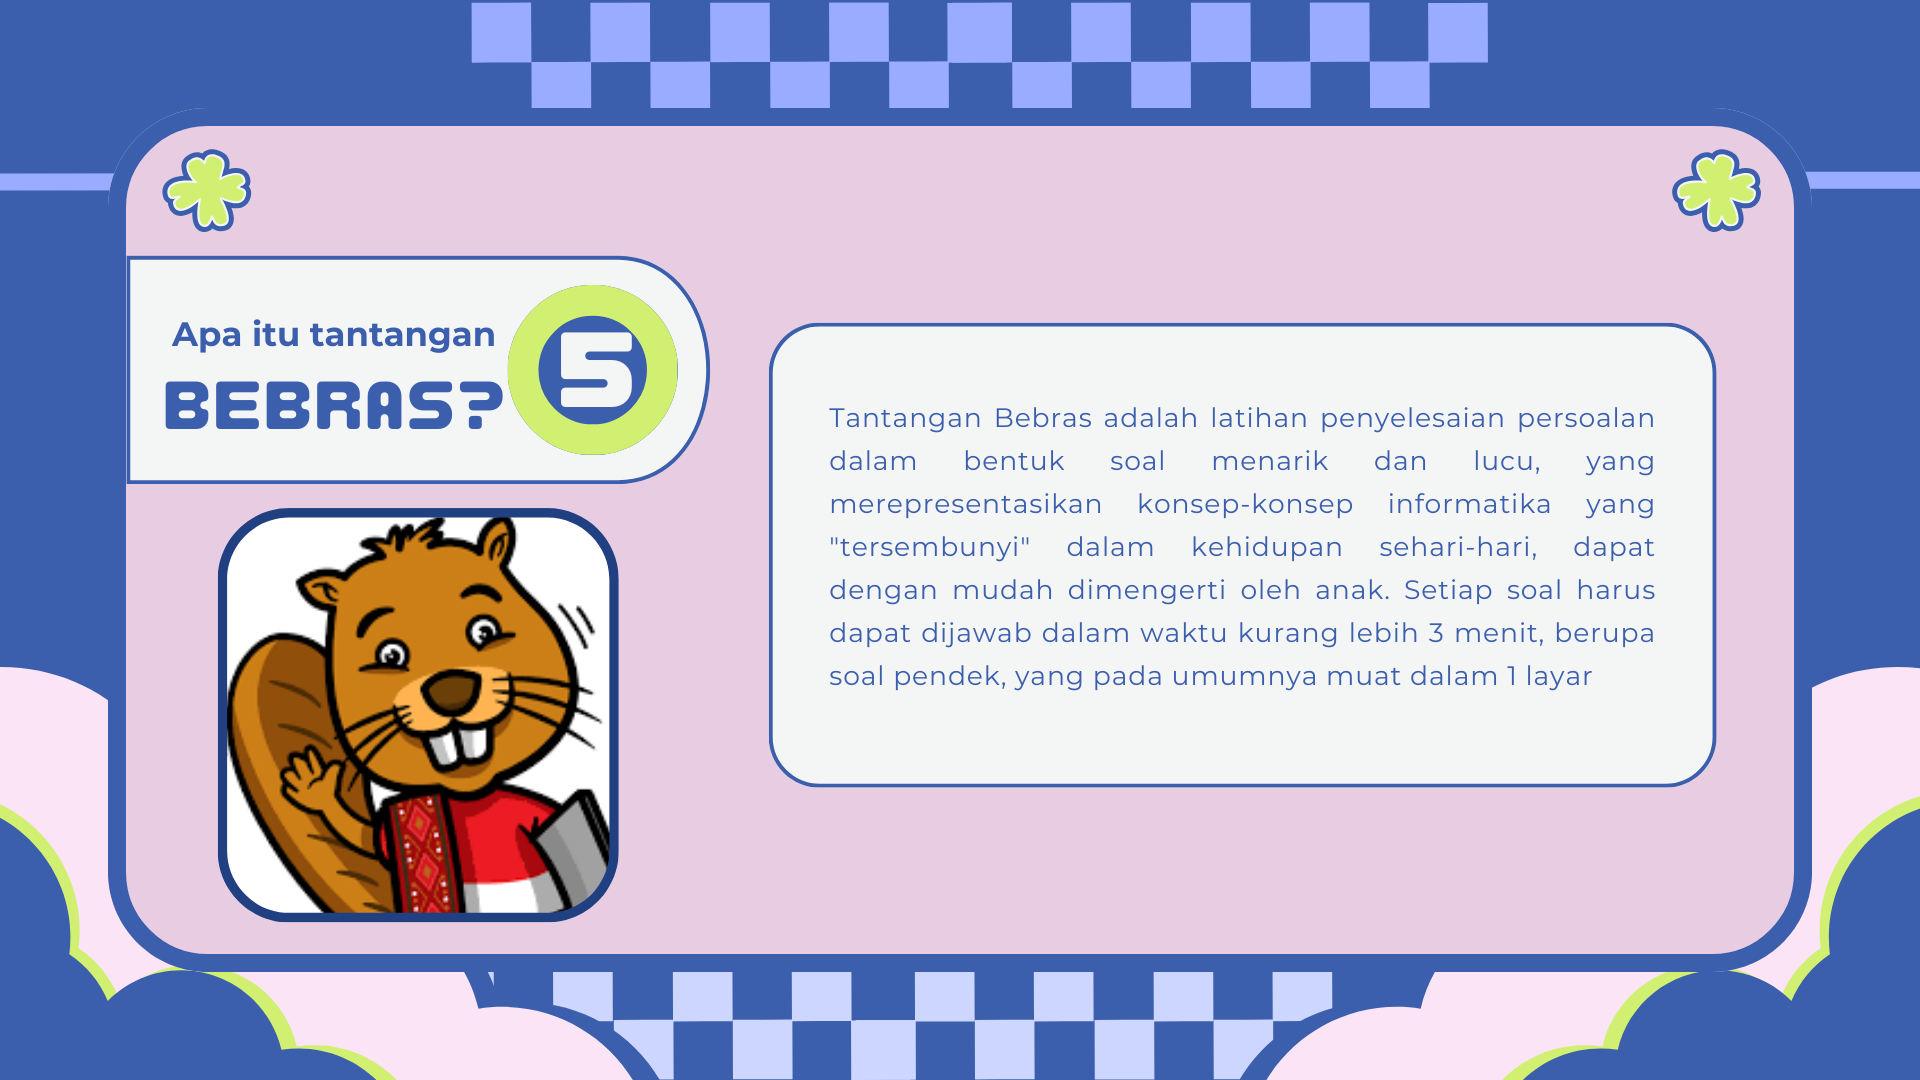 Apa itu tantangan
BEBRAS?
5
Tantangan Bebras adalah latihan penyelesaian persoalan
dalam bentuk soal menarik dan lucu, yang
merepresentasikan konsep-konsep informatika yang
"tersembunyi" dalam kehidupan sehari-hari, dapat
dengan mudah dimengerti oleh anak. Setiap soal harus
dapat dijawab dalam waktu kurang lebih 3 menit, berupa
soal pendek, yang pada umumnya muat dalam 1 layar